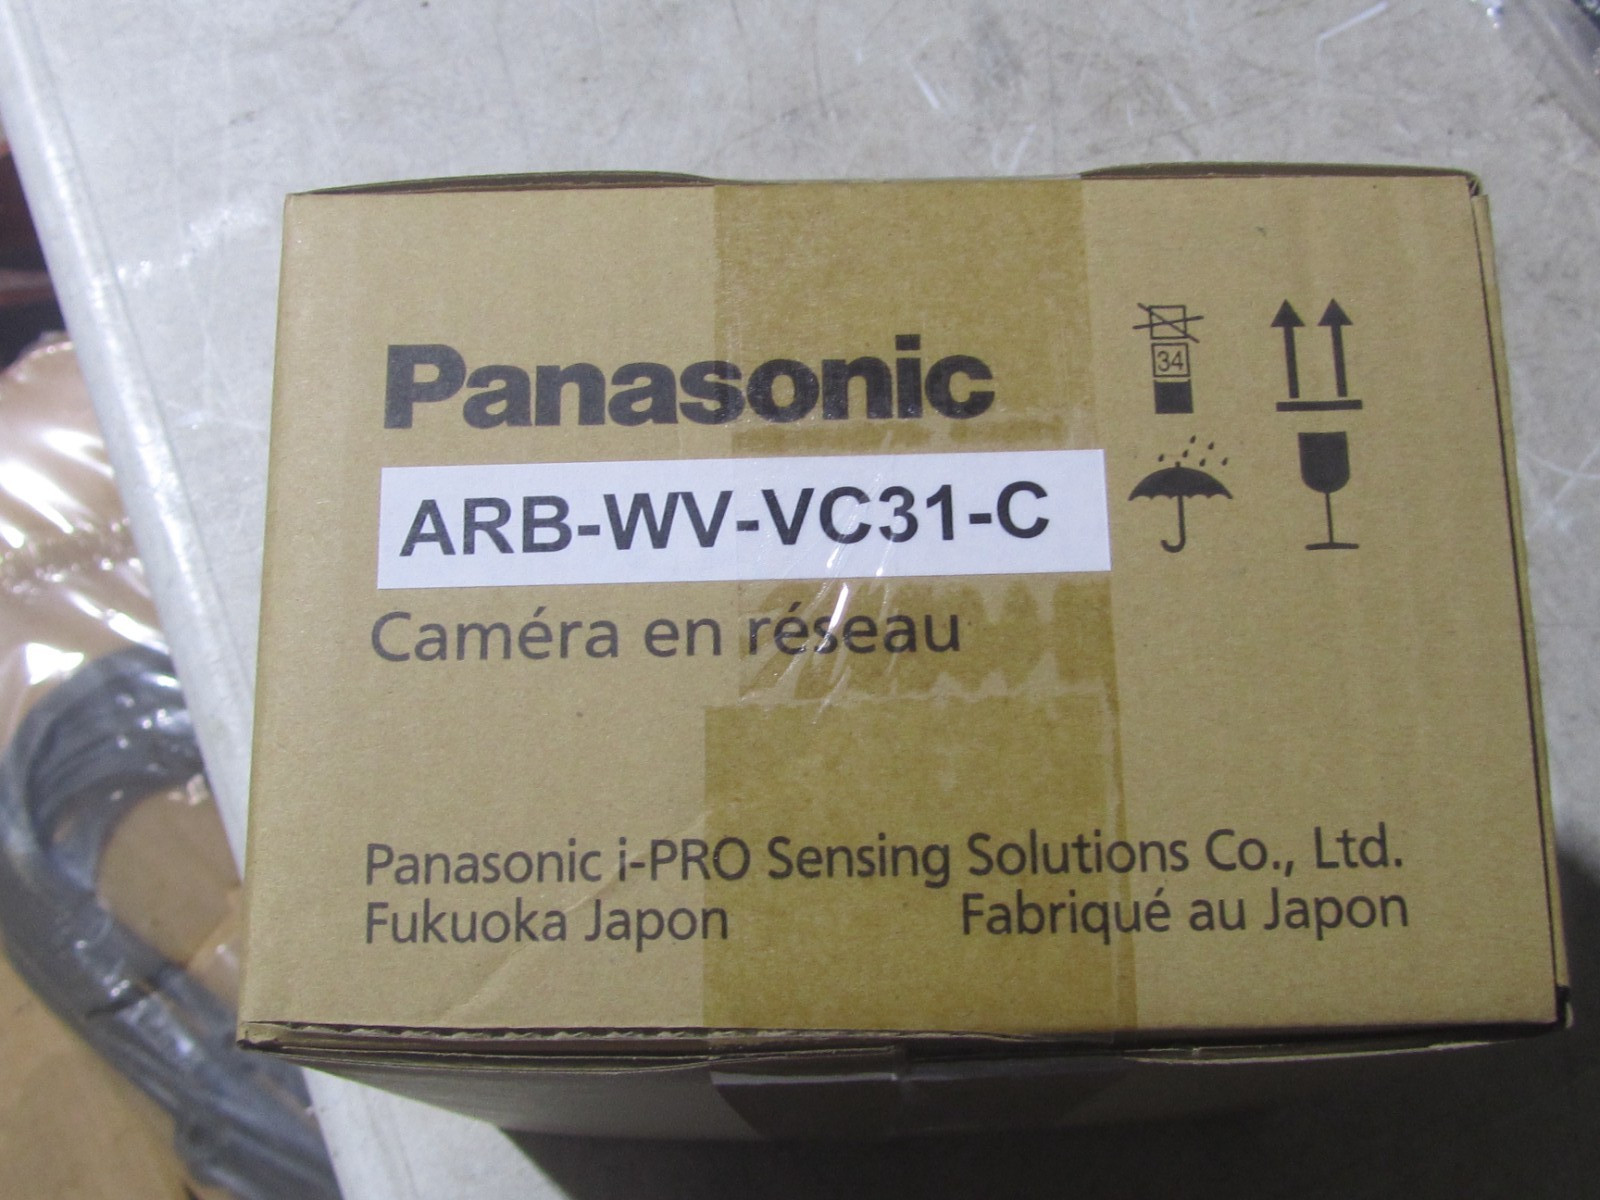 Panasonic
34
ARB-WV-VC31-C
Caméra en réseau
Panasonic i-PRO Sensing Solutions Co., Ltd.
Fukuoka Japon
Fabriqué au Japon